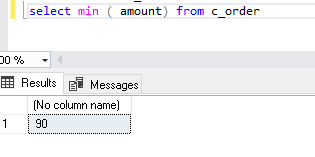 select min ( amount) from c_order
00 %
Results
Messages
(No column name)
1 90